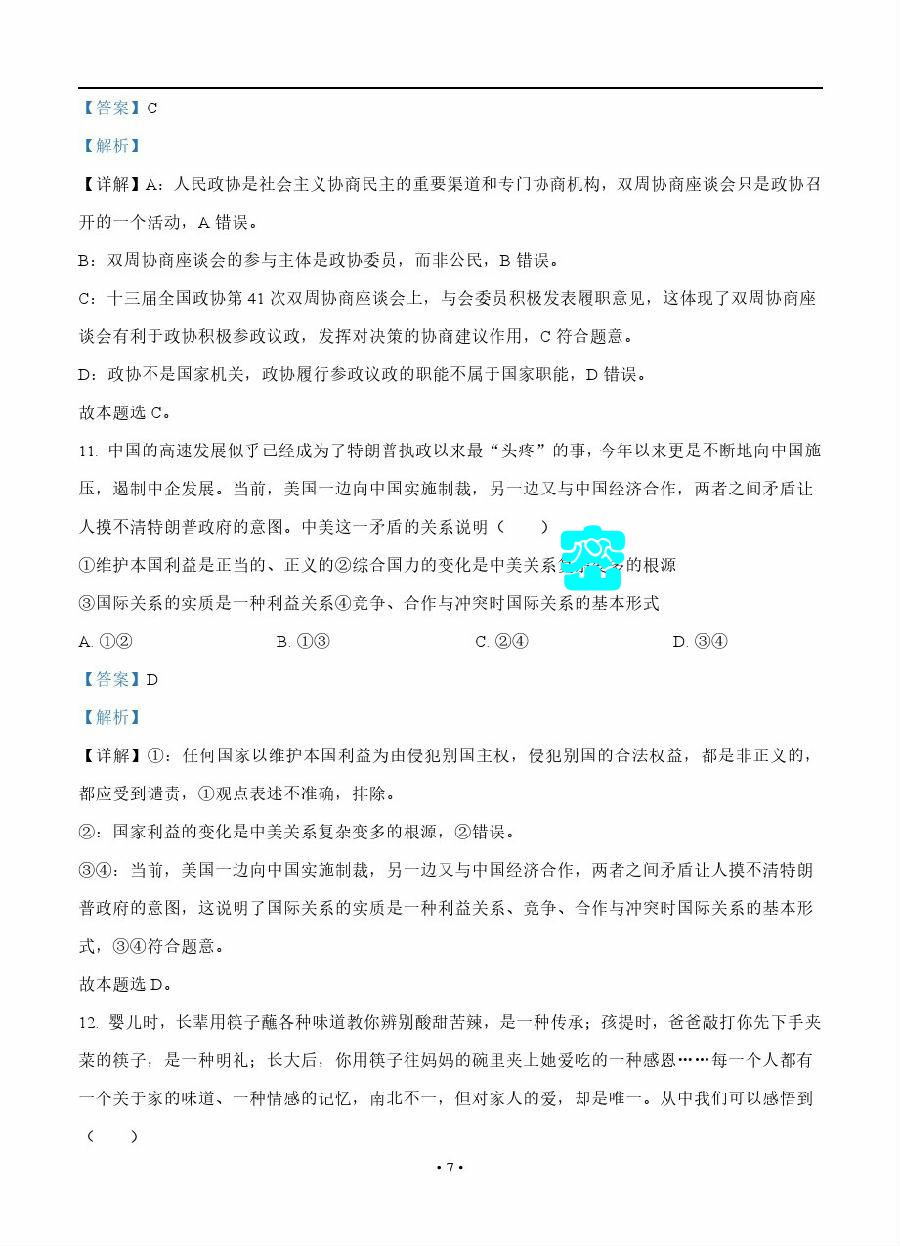 【答案】C
【解析】
【详解】A：人民政协是社会主义协商民主的重要渠道和专门协商机构，双周协商座谈会只是政协召
开的一个活动，A 错误。
B：双周协商座谈会的参与主体是政协委员，而非公民，B 错误。
C：十三届全国政协第 41 次双周协商座谈会上，与会委员积极发表履职意见，这体现了双周协商座
谈会有利于政协积极参政议政，发挥对决策的协商建议作用，C 符合题意。
D：政协不是国家机关，政协履行参政议政的职能不属于国家职能，D 错误。
故本题选 C。
11. 中国的高速发展似乎已经成为了特朗普执政以来最“头疼”的事，今年以来更是不断地向中国施
压，遏制中企发展。当前，美国一边向中国实施制裁，另一边又与中国经济合作，两者之间矛盾让
人摸不清特朗普政府的意图。中美这一矛盾的关系说明（　　）
①维护本国利益是正当的、正义的②综合国力的变化是中美关系 的根源
③国际关系的实质是一种利益关系④竞争、合作与冲突时国际关系的基本形式
A. ①② B. ①③ C. ②④ D. ③④
【答案】D
【解析】
【详解】①：任何国家以维护本国利益为由侵犯别国主权，侵犯别国的合法权益，都是非正义的，
都应受到谴责，①观点表述不准确，排除。
②：国家利益的变化是中美关系复杂变多的根源，②错误。
③④：当前，美国一边向中国实施制裁，另一边又与中国经济合作，两者之间矛盾让人摸不清特朗
普政府的意图，这说明了国际关系的实质是一种利益关系、竞争、合作与冲突时国际关系的基本形
式，③④符合题意。
故本题选 D。
12. 婴儿时，长辈用筷子蘸各种味道教你辨别酸甜苦辣，是一种传承；孩提时，爸爸敲打你先下手夹
菜的筷子，是一种明礼；长大后，你用筷子往妈妈的碗里夹上她爱吃的一种感恩……每一个人都有
一个关于家的味道、一种情感的记忆，南北不一，但对家人的爱，却是唯一。从中我们可以感悟到
（　　）
• 7 •